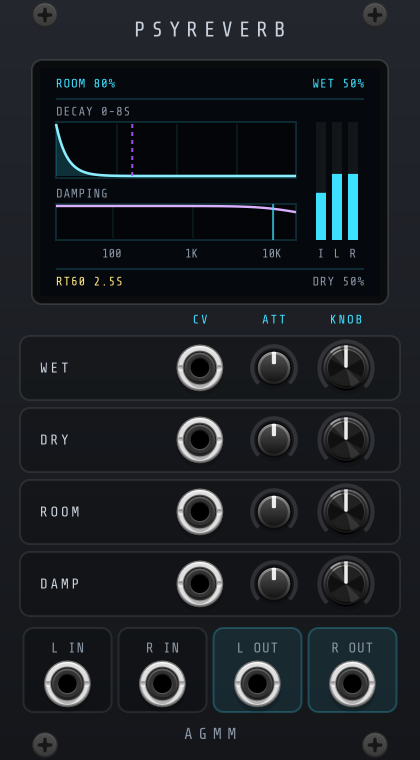 PSYREVERB
ROOM 80% WET 50%
DECAY 0-8S
DAMPING
100 1K 10K I L R
RT60 2.5S DRY 50%
CV ATT KNOB
WET
DRY
ROOM
DAMP
L IN R IN L OUT R OUT
AGMM